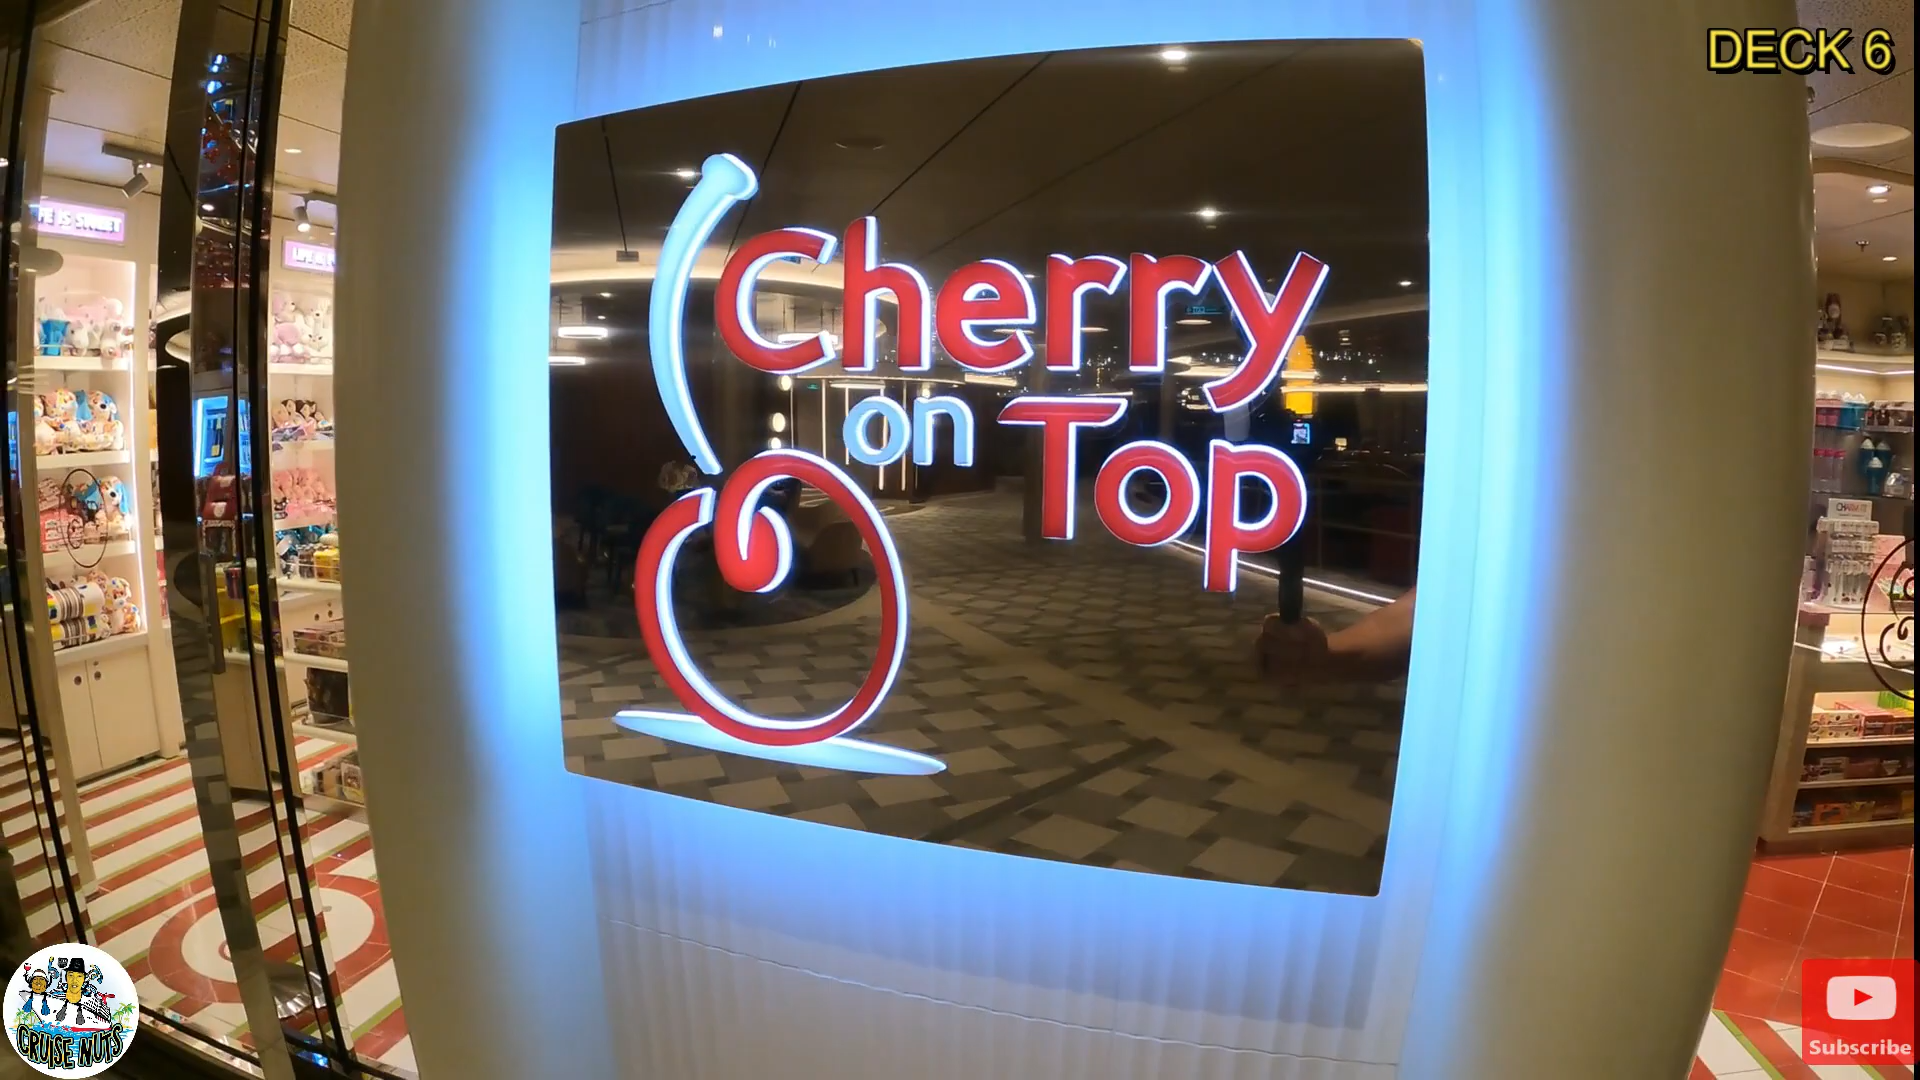 DECK 6
Cherry
on Top
CRUISE NUTS
Subscribe